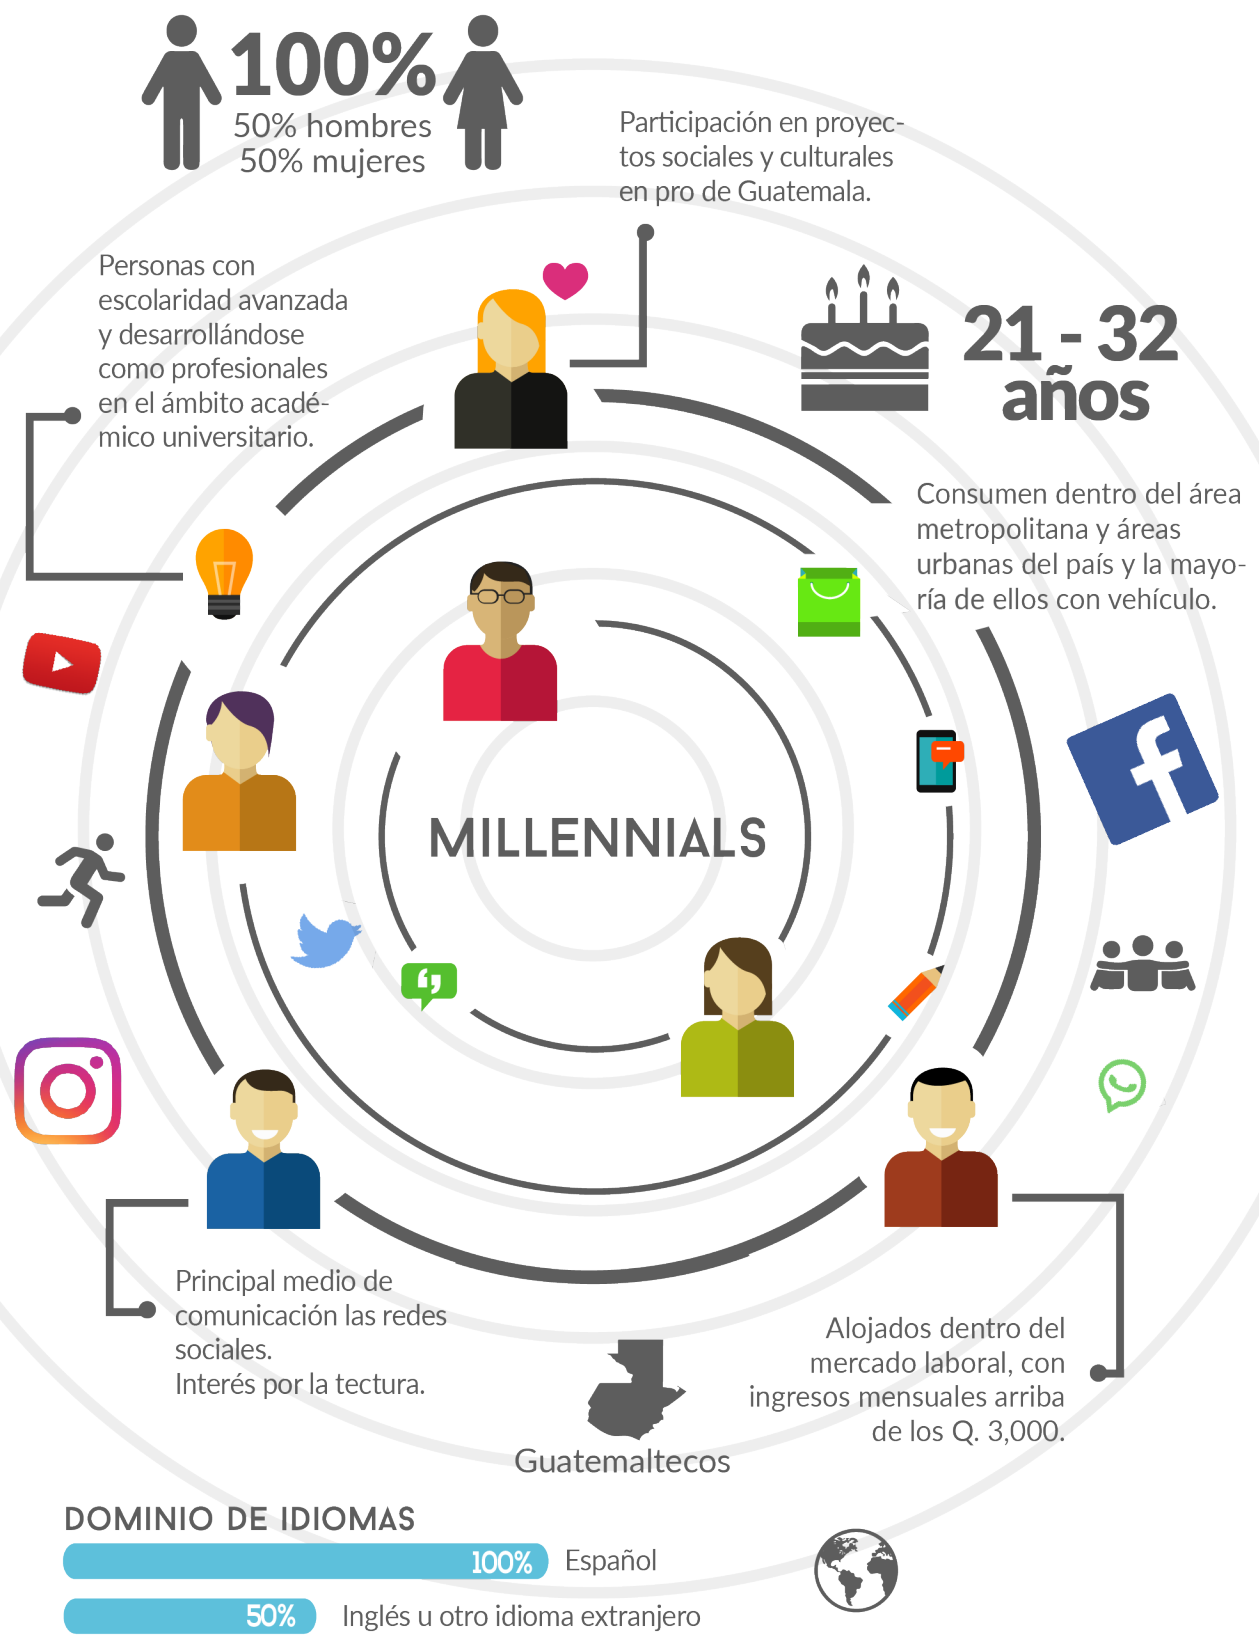 100%
50% hombres
50% mujeres
Participación en proyec-
tos sociales y culturales
en pro de Guatemala.
Personas con
escolaridad avanzada
y desarrollándose
como profesionales
en el ámbito acadé-
mico universitario.
21 - 32
años
Consumen dentro del área
metropolitana y áreas
urbanas del país y la mayo-
ría de ellos con vehículo.
f
MILLENNIALS
Principal medio de
comunicación las redes
sociales.
Interés por la tectura.
Alojados dentro del
mercado laboral, con
ingresos mensuales arriba
de los Q. 3,000.
Guatemaltecos
DOMINIO DE IDIOMAS
100% Español
50% Inglés u otro idioma extranjero